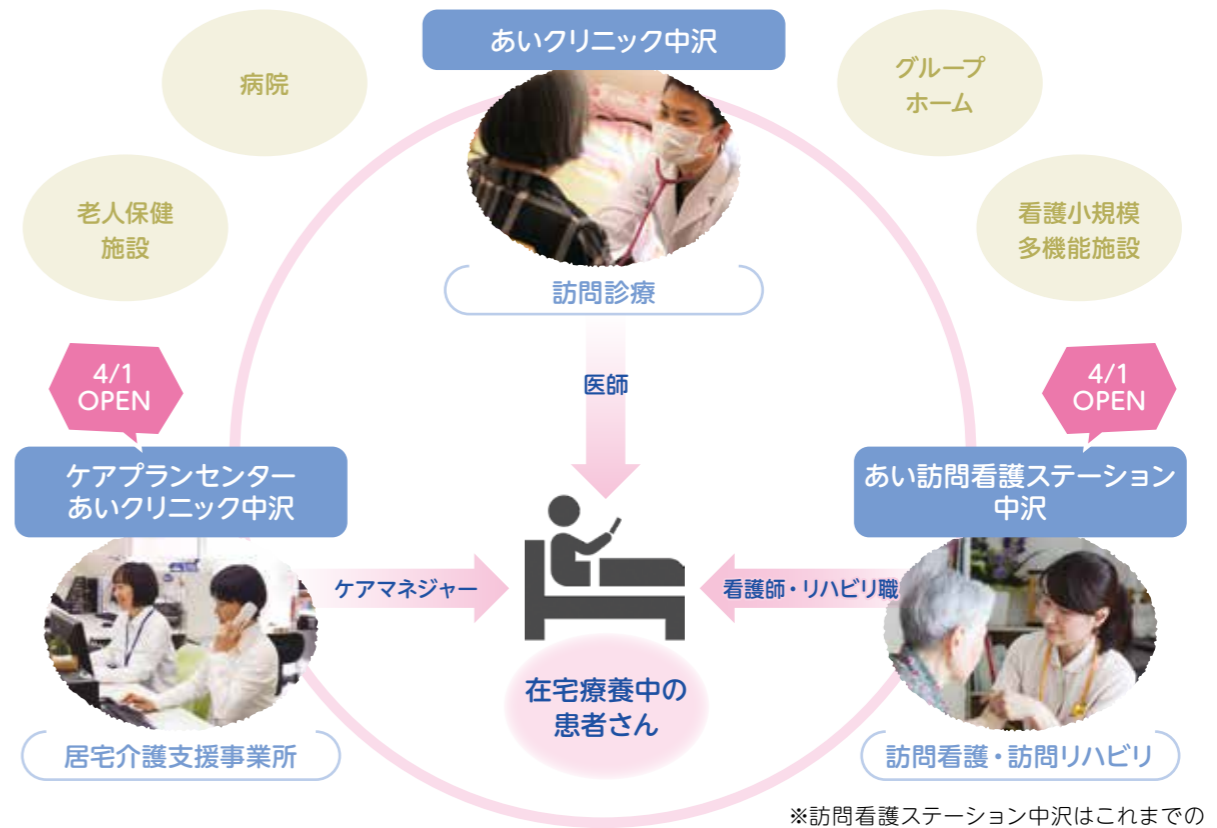 あいクリニック中沢
病院
グループ
ホーム
老人保健
施設
看護小規模
多機能施設
訪問診療
4/1
OPEN
4/1
OPEN
医師
ケアプランセンター
あいクリニック中沢
あい訪問看護ステーション
中沢
ケアマネジャー
看護師・リハビリ職
在宅療養中の
患者さん
居宅介護支援事業所
訪問看護・訪問リハビリ
※訪問看護ステーション中沢はこれまでの